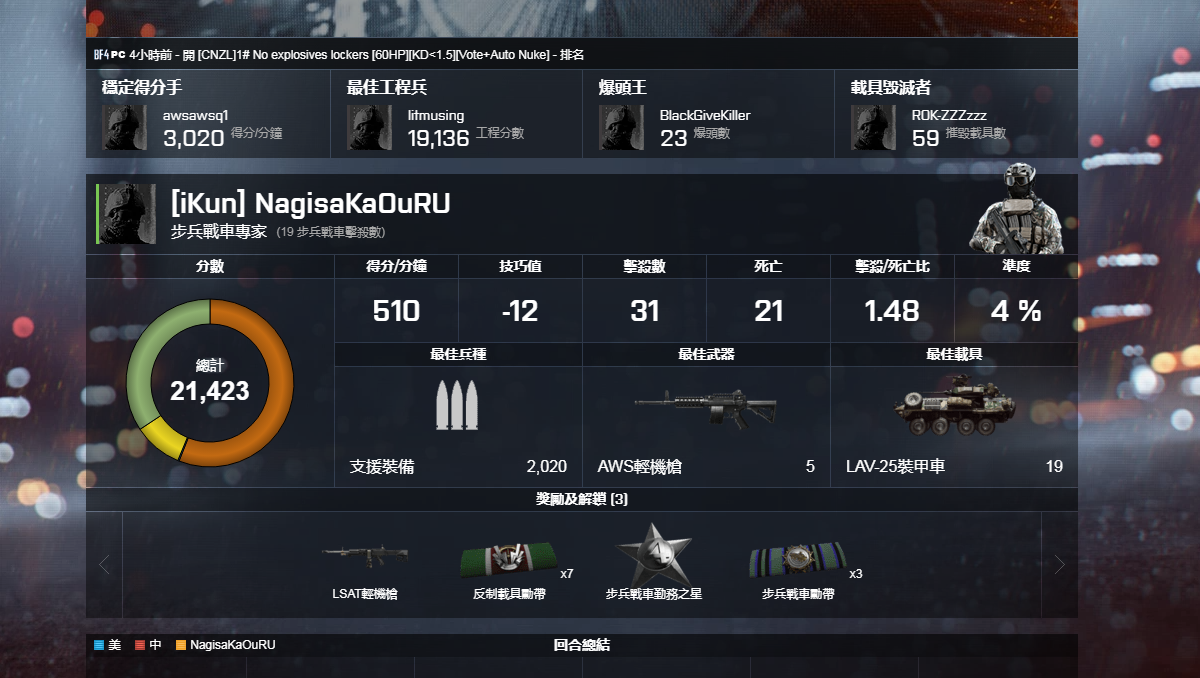 BF4 PC 4小時前 - 開 [CNZL]1# No explosives lockers [60HP][KD<1.5][Vote+Auto Nuke] - 排名
穩定得分手
awsawsq1
3,020 得分/分鐘
最佳工程兵
lifmusing
19,136 工程分數
爆頭王
BlackGiveKiller
23 爆頭數
載具毀滅者
ROK-ZZZzzz
59 摧毀載具數
[iKun] NagisaKaOuRU
步兵戰車專家 (19 步兵戰車擊殺數)
分數 得分/分鐘 技巧值 擊殺數 死亡 擊殺/死亡比 準度
510 -12 31 21 1.48 4 %
總計
21,423
最佳兵種 最佳武器 最佳載具
支援裝備 2,020 AWS輕機槍 5 LAV-25裝甲車 19
獎勵及解鎖 (3)
x7 x3
LSAT輕機槍 反制載具勳帶 步兵戰車勤務之星 步兵戰車勳帶
美 中 NagisaKaOuRU 回合總結